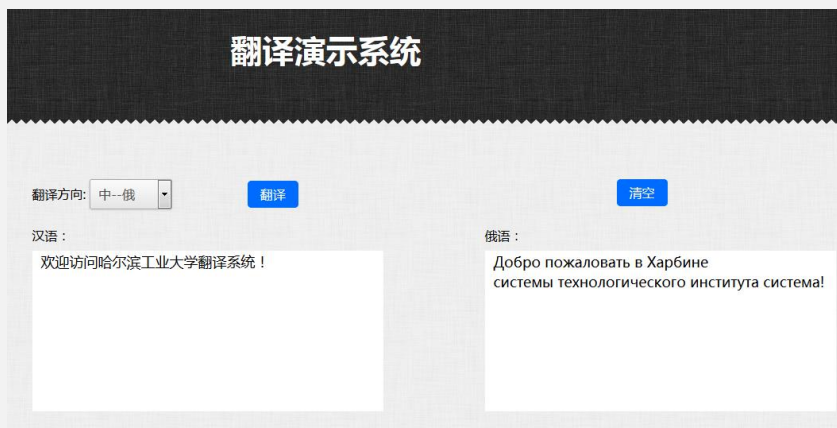 翻译演示系统
翻译方向: 中--俄 翻译 清空
汉语：
欢迎访问哈尔滨工业大学翻译系统！
俄语：
Добро пожаловать в Харбине
системы технологического института система!